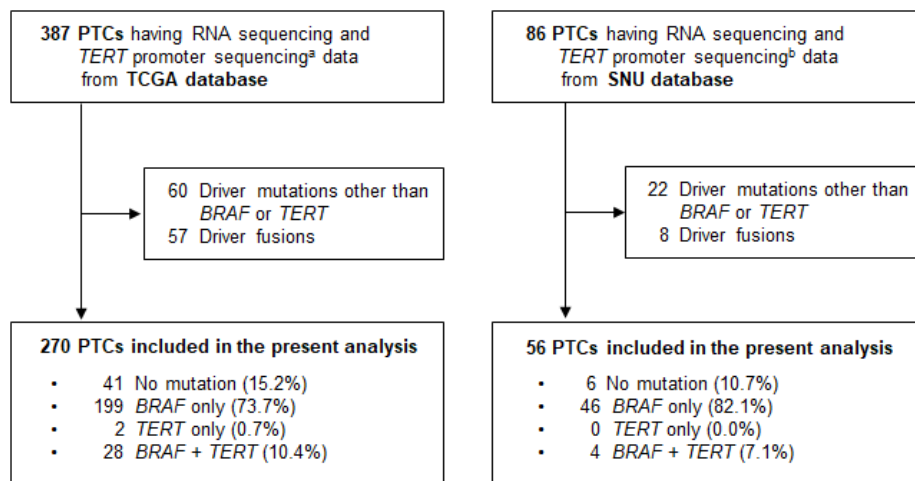 387 PTCs having RNA sequencing and
TERT promoter sequencingᵃ data
from TCGA database
60 Driver mutations other than
BRAF or TERT
57 Driver fusions
270 PTCs included in the present analysis
• 41 No mutation (15.2%)
• 199 BRAF only (73.7%)
• 2 TERT only (0.7%)
• 28 BRAF + TERT (10.4%)
86 PTCs having RNA sequencing and
TERT promoter sequencingᵇ data
from SNU database
22 Driver mutations other than
BRAF or TERT
8 Driver fusions
56 PTCs included in the present analysis
• 6 No mutation (10.7%)
• 46 BRAF only (82.1%)
• 0 TERT only (0.0%)
• 4 BRAF + TERT (7.1%)